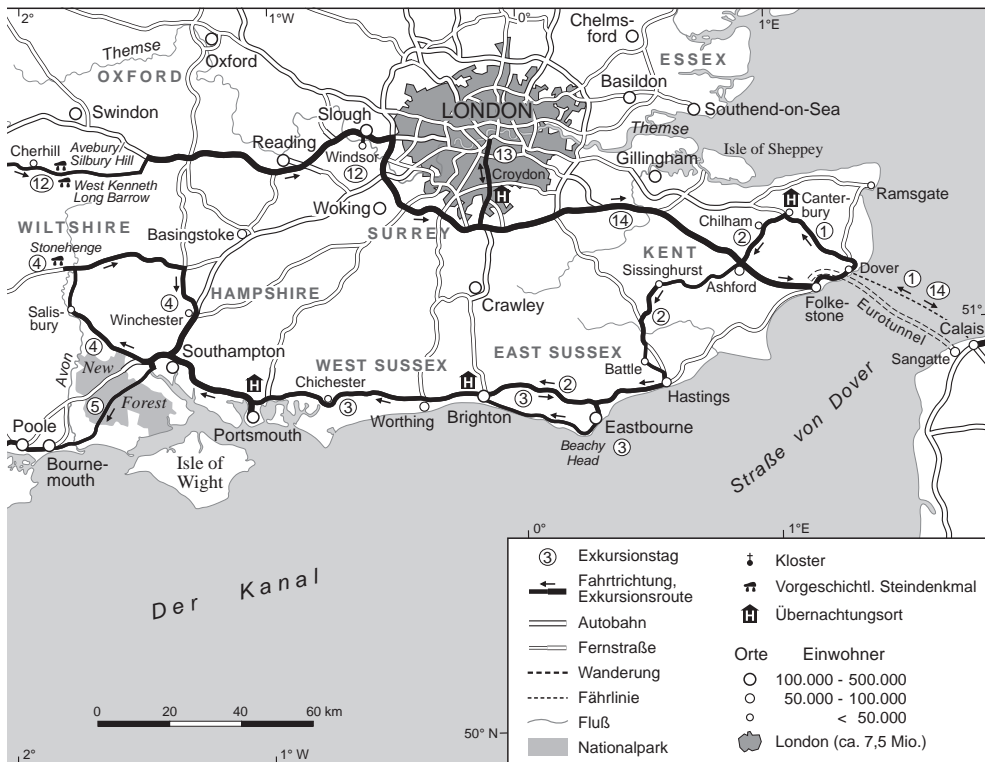 2°
1°W
0°
1°E
Chelms-
ford
Themse
Oxford
OXFORD
ESSEX
Basildon
Swindon
LONDON
Southend-on-Sea
Slough
Themse
Reading
Cherhill
Avebury
Silbury Hill
Windsor
12
13
Croydon
H
Gillingham
Isle of Sheppey
12
West Kenneth
Long Barrow
Woking
H
Canter-
bury
Ramsgate
WILTSHIRE
SURREY
14
Chilham
2
1
Basingstoke
Stonehenge
4
KENT
Sissinghurst
Dover
1
14
Ashford
HAMPSHIRE
4
Crawley
Folke-
stone
Eurotunnel
51°
Calais
Salis-
bury
Winchester
2
Sangatte
4
Southampton
WEST SUSSEX
EAST SUSSEX
Battle
Avon
New
Forest
H
Chichester
H
2
5
3
3
Hastings
Poole
Portsmouth
Worthing
Brighton
Eastbourne
Bourne-
mouth
Isle of
Wight
Beachy
Head
3
Straße von Dover
0°
1°E
Der Kanal
3 Exkursionstag
Fahrtrichtung,
Exkursionsroute
Autobahn
Fernstraße
Wanderung
Fährlinie
Fluß
Nationalpark
Kloster
Vorgeschichtl. Steindenkmal
H Übernachtungsort
Orte Einwohner
100.000 - 500.000
50.000 - 100.000
< 50.000
London (ca. 7,5 Mio.)
0 20 40 60 km
50° N
2°
1° W